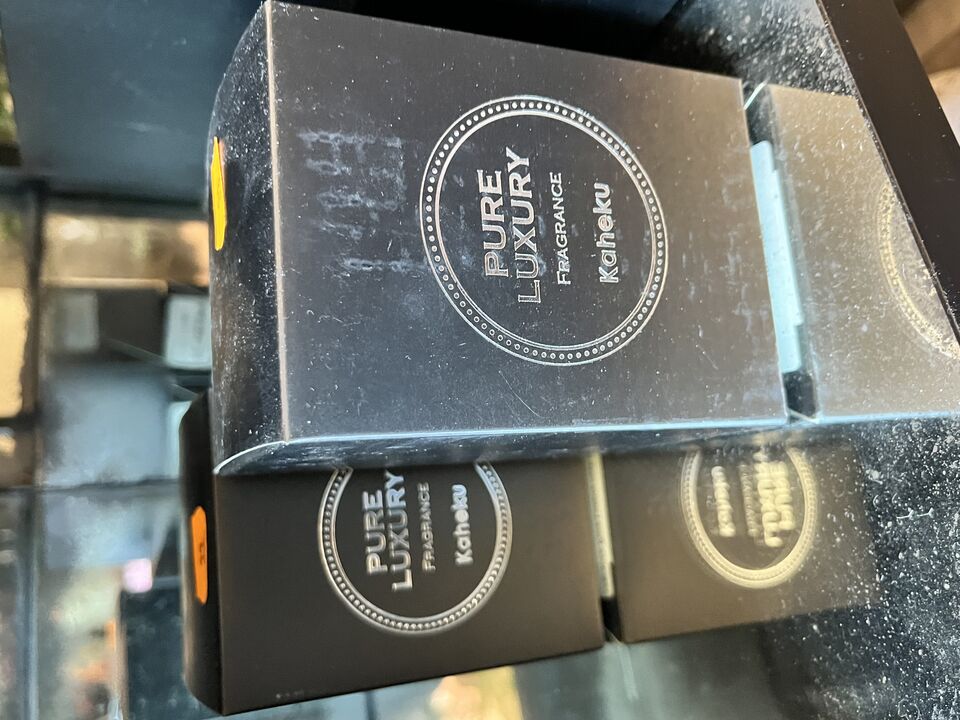 PURE
LUXURY
FRAGRANCE
Kaheku
PURE
LUXURY
FRAGRANCE
Kaheku